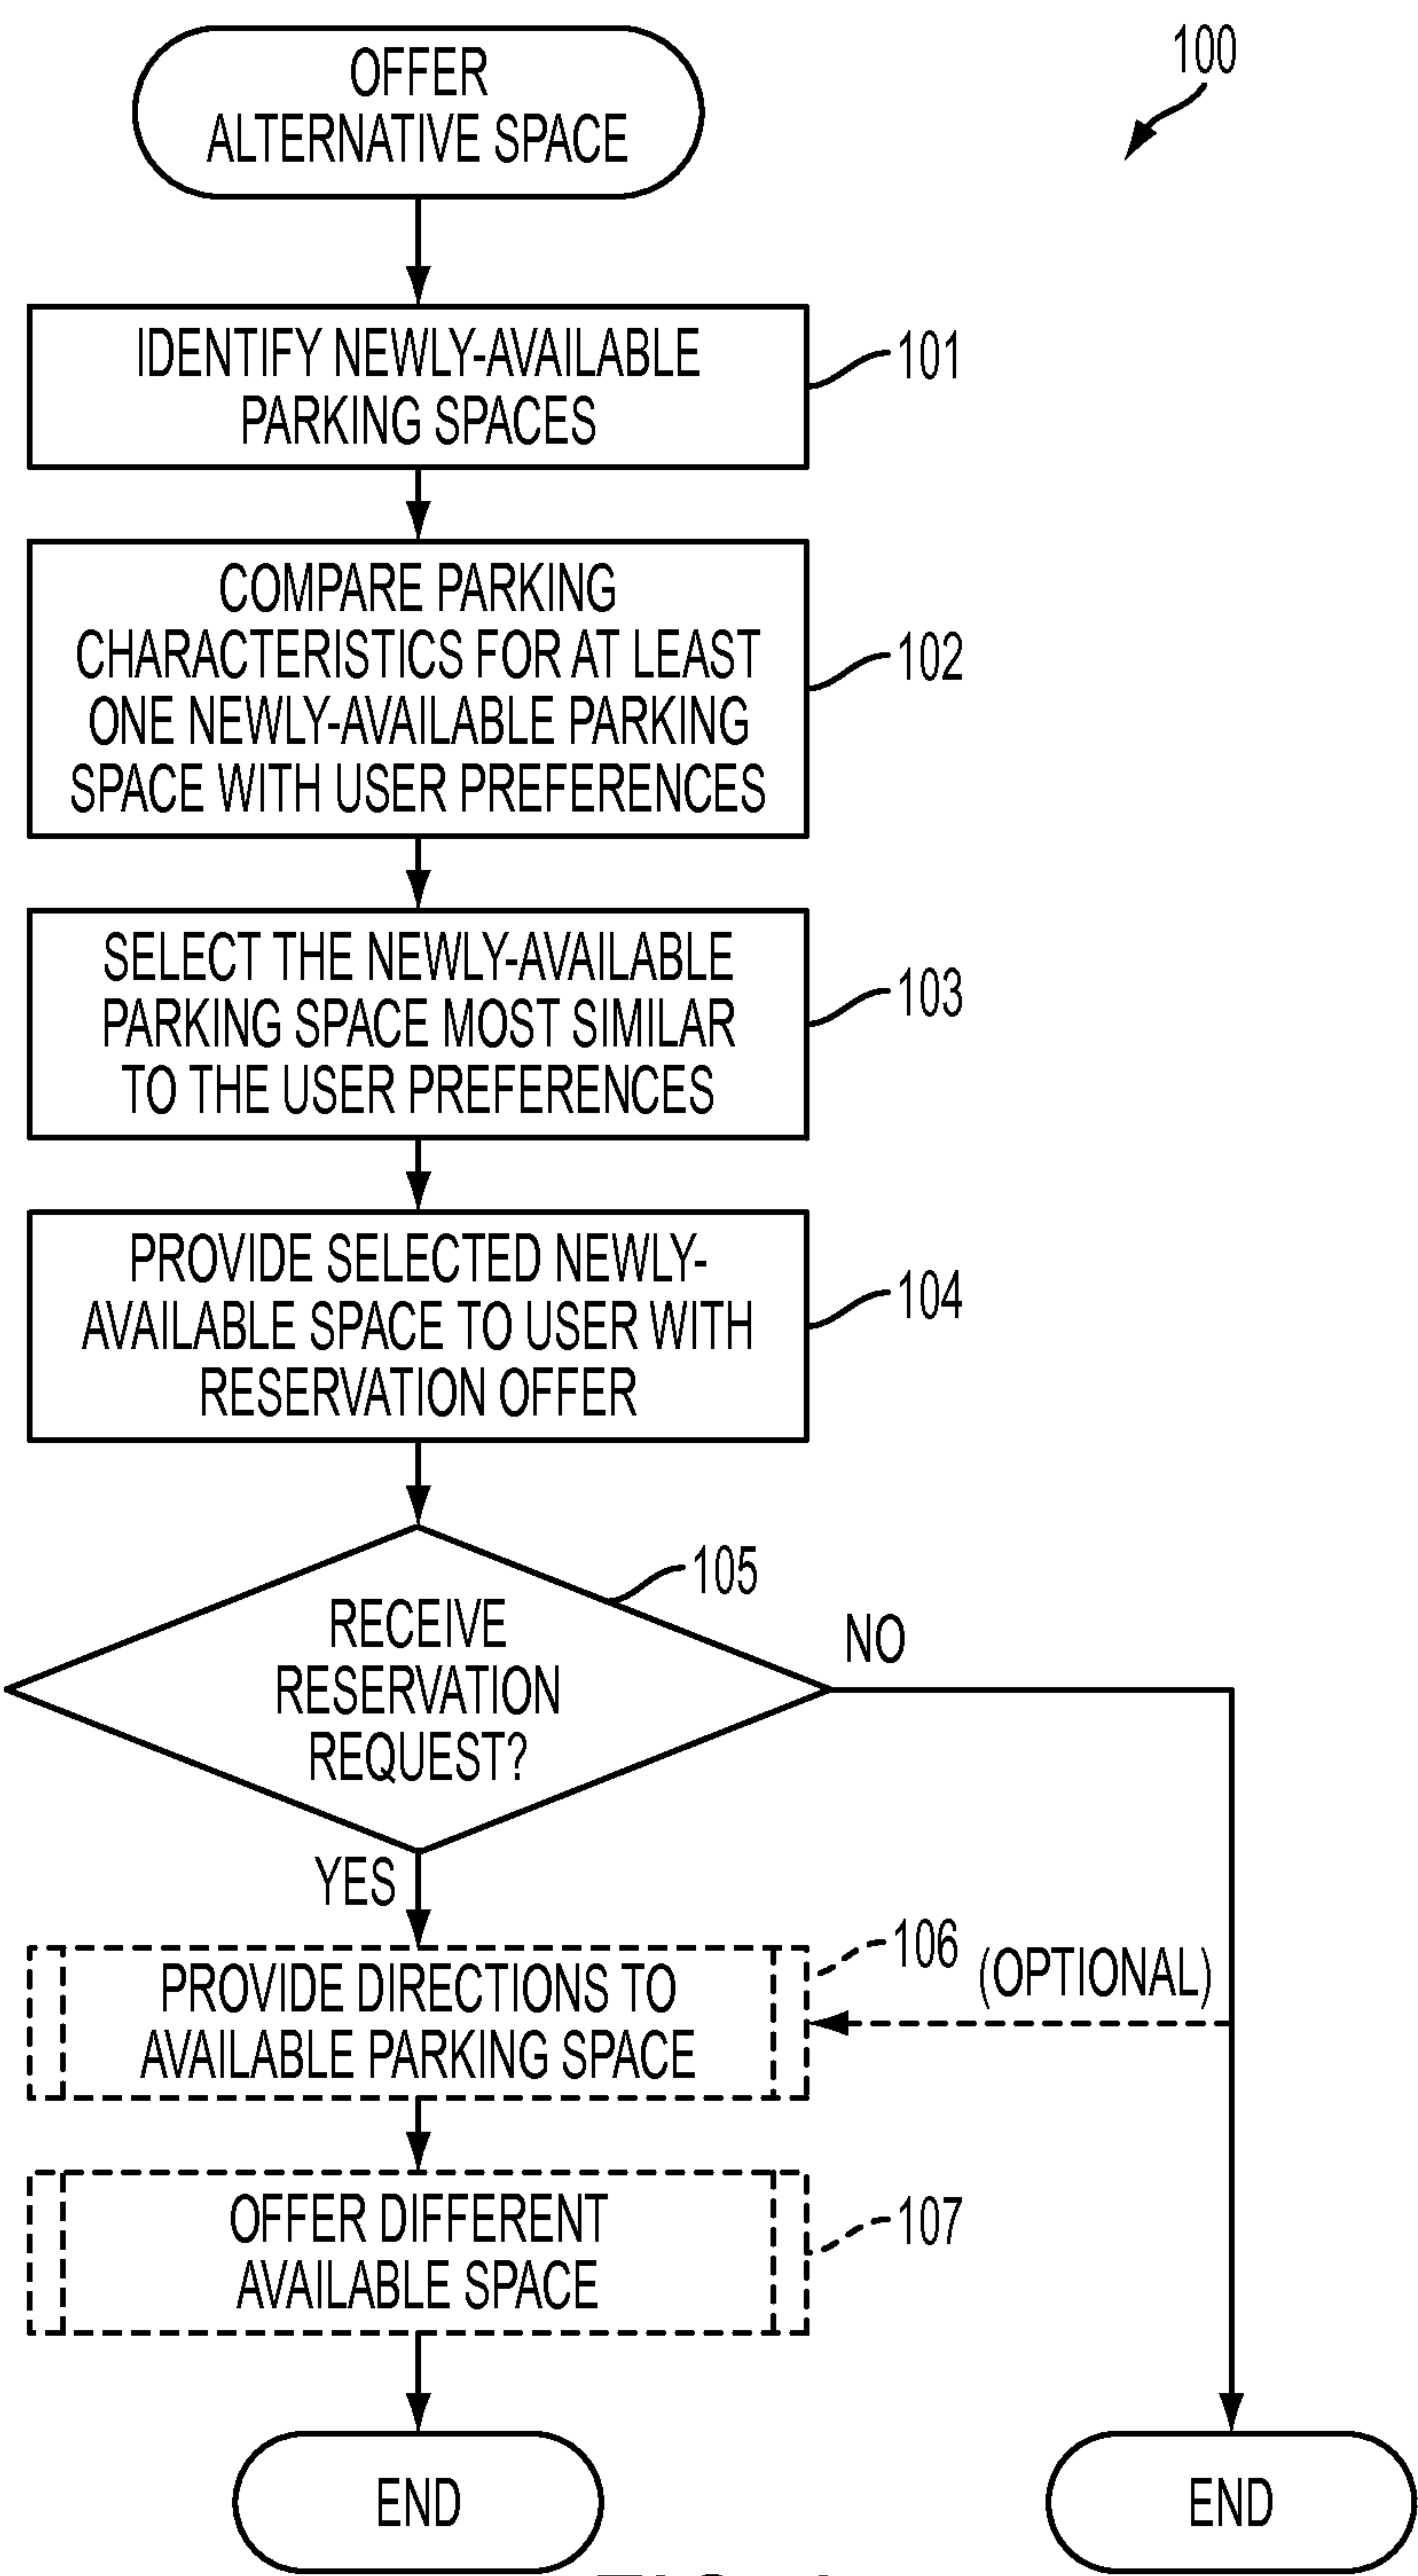 OFFER
ALTERNATIVE SPACE
100
IDENTIFY NEWLY-AVAILABLE
PARKING SPACES
101
COMPARE PARKING
CHARACTERISTICS FOR AT LEAST
ONE NEWLY-AVAILABLE PARKING
SPACE WITH USER PREFERENCES
102
SELECT THE NEWLY-AVAILABLE
PARKING SPACE MOST SIMILAR
TO THE USER PREFERENCES
103
PROVIDE SELECTED NEWLY-
AVAILABLE SPACE TO USER WITH
RESERVATION OFFER
104
RECEIVE
RESERVATION
REQUEST?
105
NO
YES
PROVIDE DIRECTIONS TO
AVAILABLE PARKING SPACE
106
(OPTIONAL)
OFFER DIFFERENT
AVAILABLE SPACE
107
END
END